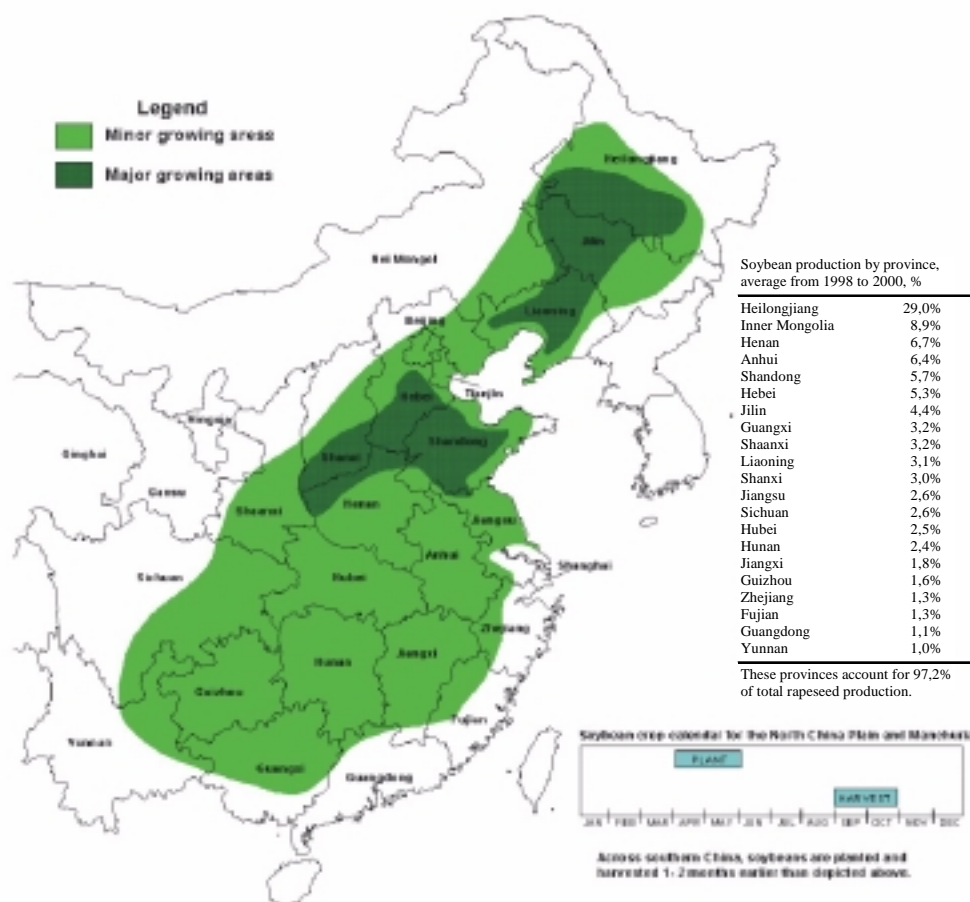 Legend
Minor growing areas
Major growing areas
Heilongjiang
Jilin
Nei Mongol
Liaoning
Beijing
Tianjin
Hebei
Ningxia
Shandong
Qinghai
Shanxi
Gansu
Henan
Shaanxi
Jiangsu
Anhui
Shanghai
Sichuan
Hubei
Zhejiang
Hunan
Jiangxi
Guizhou
Fujian
Yunnan
Guangxi
Guangdong
Soybean production by province,
average from 1998 to 2000, %
Heilongjiang 29,0%
Inner Mongolia 8,9%
Henan 6,7%
Anhui 6,4%
Shandong 5,7%
Hebei 5,3%
Jilin 4,4%
Guangxi 3,2%
Shaanxi 3,2%
Liaoning 3,1%
Shanxi 3,0%
Jiangsu 2,6%
Sichuan 2,6%
Hubei 2,5%
Hunan 2,4%
Jiangxi 1,8%
Guizhou 1,6%
Zhejiang 1,3%
Fujian 1,3%
Guangdong 1,1%
Yunnan 1,0%
These provinces account for 97,2%
of total rapeseed production.
Soybean crop calendar for the North China Plain and Manchuria
PLANT
HARVEST
JAN FEB MAR APR MAY JUN JUL AUG SEP OCT NOV DEC
Across southern China, soybeans are planted and
harvested 1-2 months earlier than depicted above.